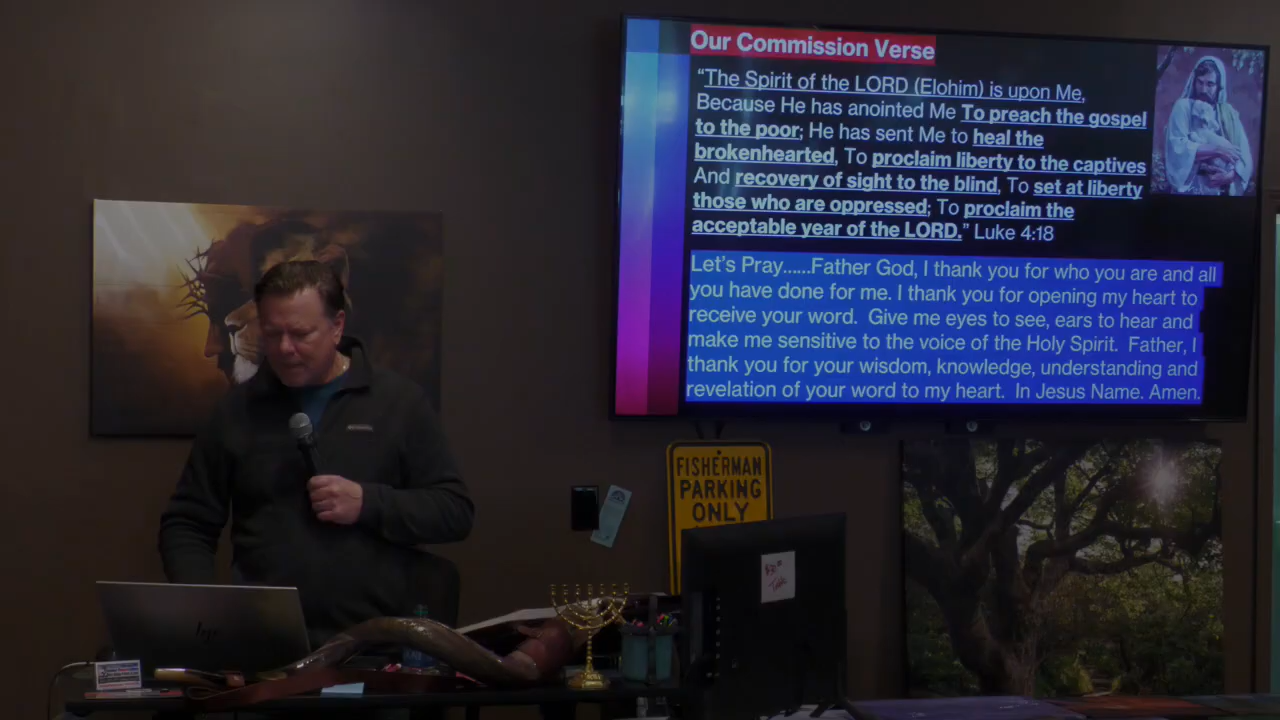 Our Commission Verse
“The Spirit of the LORD (Elohim) is upon Me,
Because He has anointed Me To preach the gospel
to the poor; He has sent Me to heal the
brokenhearted, To proclaim liberty to the captives
And recovery of sight to the blind, To set at liberty
those who are oppressed; To proclaim the
acceptable year of the LORD.” Luke 4:18
Let’s Pray......Father God, I thank you for who you are and all
you have done for me. I thank you for opening my heart to
receive your word. Give me eyes to see, ears to hear and
make me sensitive to the voice of the Holy Spirit. Father, I
thank you for your wisdom, knowledge, understanding and
revelation of your word to my heart. In Jesus Name. Amen.
FISHERMAN
PARKING
ONLY
hp